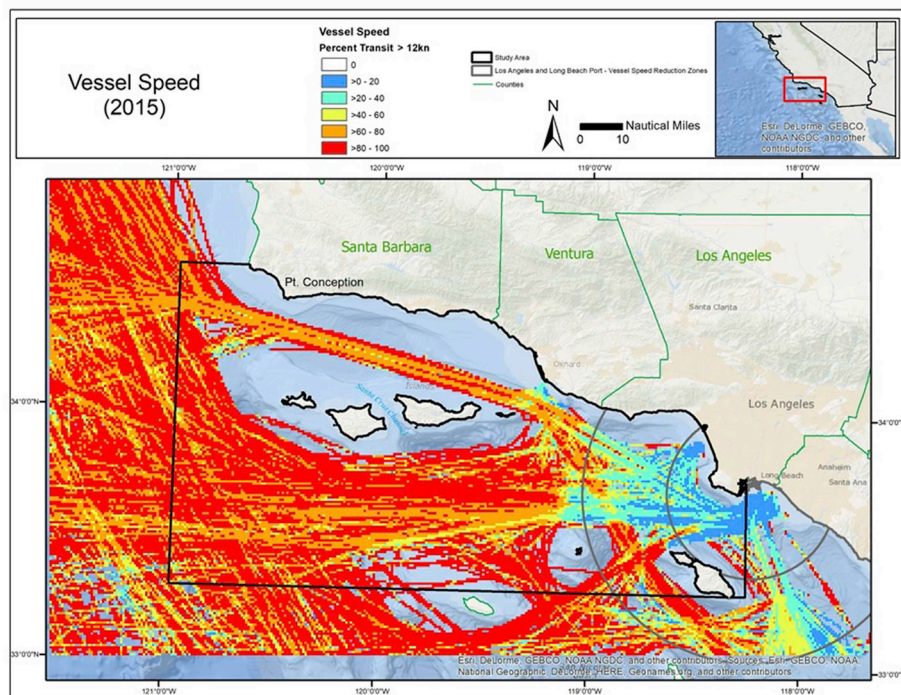 Vessel Speed
(2015)
Vessel Speed
Percent Transit > 12kn
0
>0 - 20
>20 - 40
>40 - 60
>60 - 80
>80 - 100
Study Area
Los Angeles and Long Beach Port - Vessel Speed Reduction Zones
Counties
N
Nautical Miles
0 10
Esri, DeLorme, GEBCO,
NOAA NGDC, and other
contributors
121°0'0"W 120°0'0"W 119°0'0"W 118°0'0"W
Santa Barbara Ventura Los Angeles
Pt. Conception
Santa Clarita
Oxnard
34°0'0"N
Los Angeles
34°0'0"N
Long Beach Anaheim
Santa Ana
33°0'0"N
Esri, DeLorme, GEBCO, NOAA NGDC, and other contributors, Sources: Esri, GEBCO, NOAA,
National Geographic, DeLorme, HERE, Geonames.org, and other contributors
33°0'0"N
121°0'0"W 120°0'0"W 119°0'0"W 118°0'0"W